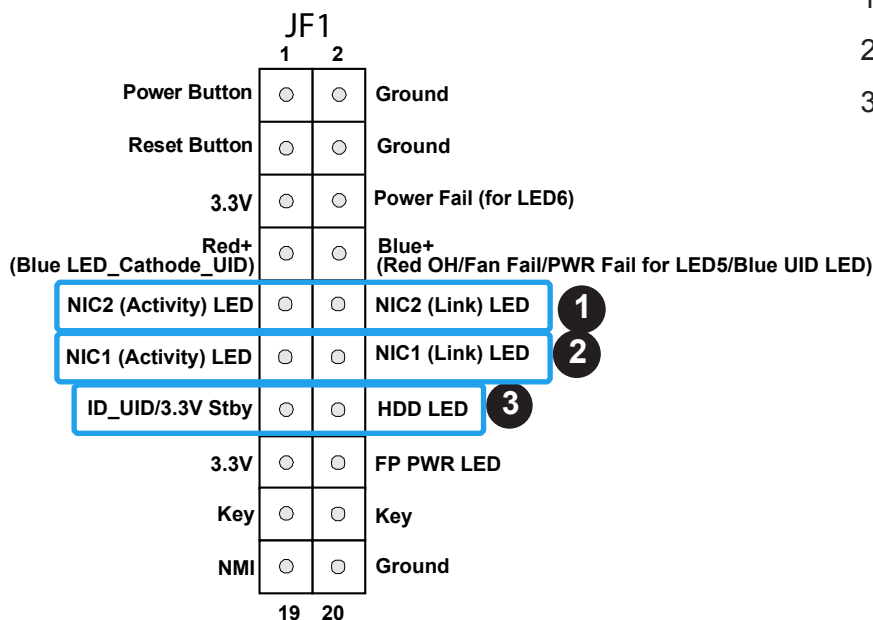 JF1
1 2
Power Button Ground
Reset Button Ground
3.3V Power Fail (for LED6)
Red+ Blue+
(Blue LED_Cathode_UID) (Red OH/Fan Fail/PWR Fail for LED5/Blue UID LED)
NIC2 (Activity) LED NIC2 (Link) LED 1
NIC1 (Activity) LED NIC1 (Link) LED 2
ID_UID/3.3V Stby HDD LED 3
3.3V FP PWR LED
Key Key
NMI Ground
19 20
1
2
3